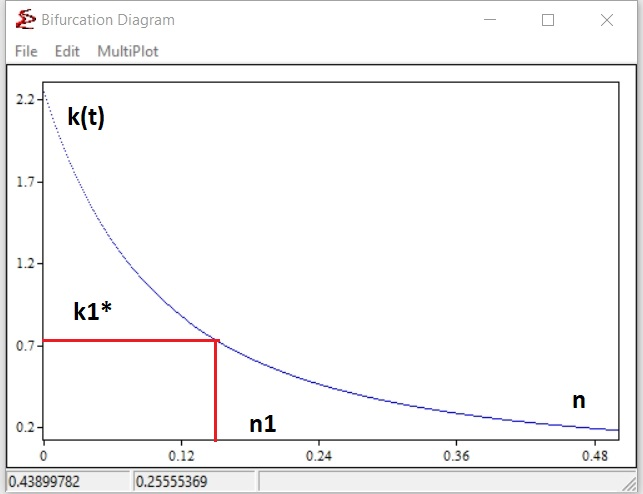 Bifurcation Diagram
File Edit MultiPlot
2.2
k(t)
1.7
1.2
k1*
0.7
n
n1
0.2
0 0.12 0.24 0.36 0.48
0.43899782 0.25555369